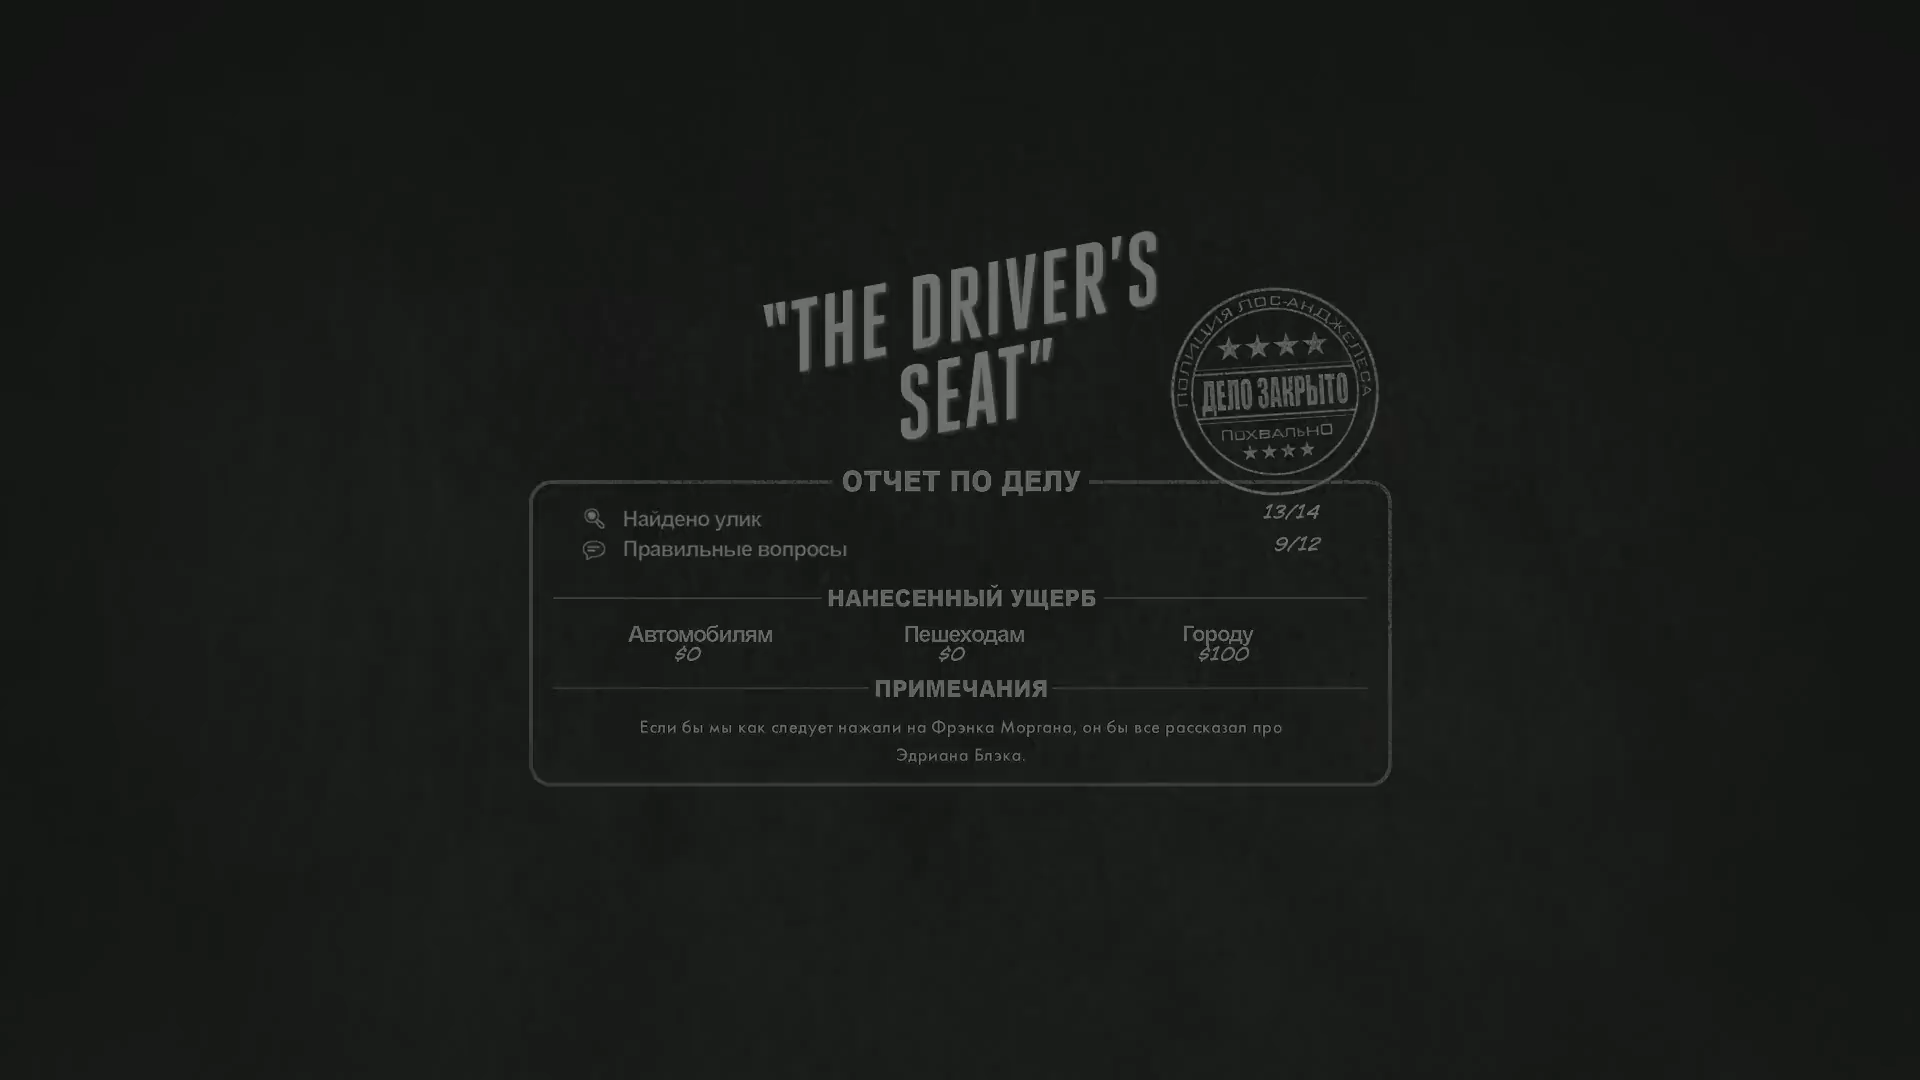 "THE DRIVER'S
SEAT"
ПОЛИЦИЯ ЛОС-АНДЖЕЛЕСА
ДЕЛО ЗАКРЫТО
ПОХВАЛЬНО
ОТЧЕТ ПО ДЕЛУ
Найдено улик 13/14
Правильные вопросы 9/12
НАНЕСЕННЫЙ УЩЕРБ
Автомобилям Пешеходам Городу
$0 $0 $100
ПРИМЕЧАНИЯ
Если бы мы как следует нажали на Фрэнка Моргана, он бы все рассказал про
Эдриана Блэка.